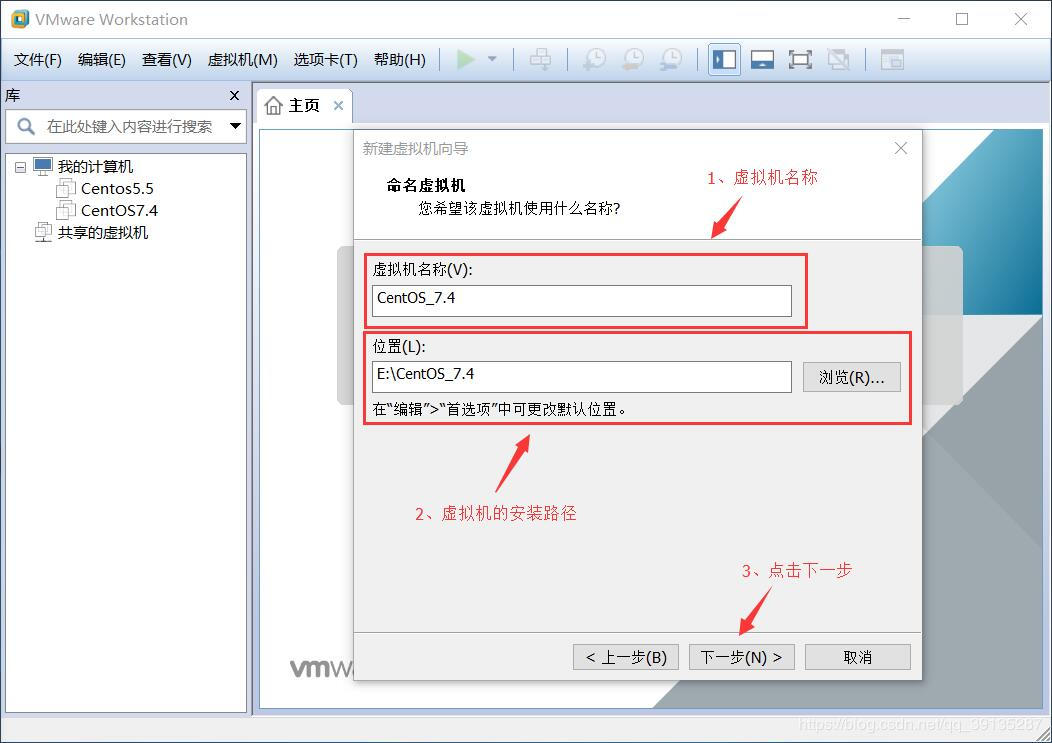 VMware Workstation
文件(F) 编辑(E) 查看(V) 虚拟机(M) 选项卡(T) 帮助(H)
库
主页
在此处键入内容进行搜索
我的计算机
Centos5.5
CentOS7.4
共享的虚拟机
新建虚拟机向导
命名虚拟机
您希望该虚拟机使用什么名称?
1、虚拟机名称
虚拟机名称(V):
CentOS_7.4
位置(L):
E:\CentOS_7.4
浏览(R)...
在“编辑”>“首选项”中可更改默认位置。
2、虚拟机的安装路径
3、点击下一步
< 上一步(B) 下一步(N) > 取消
vmw
https://blog.csdn.net/qq_39135287